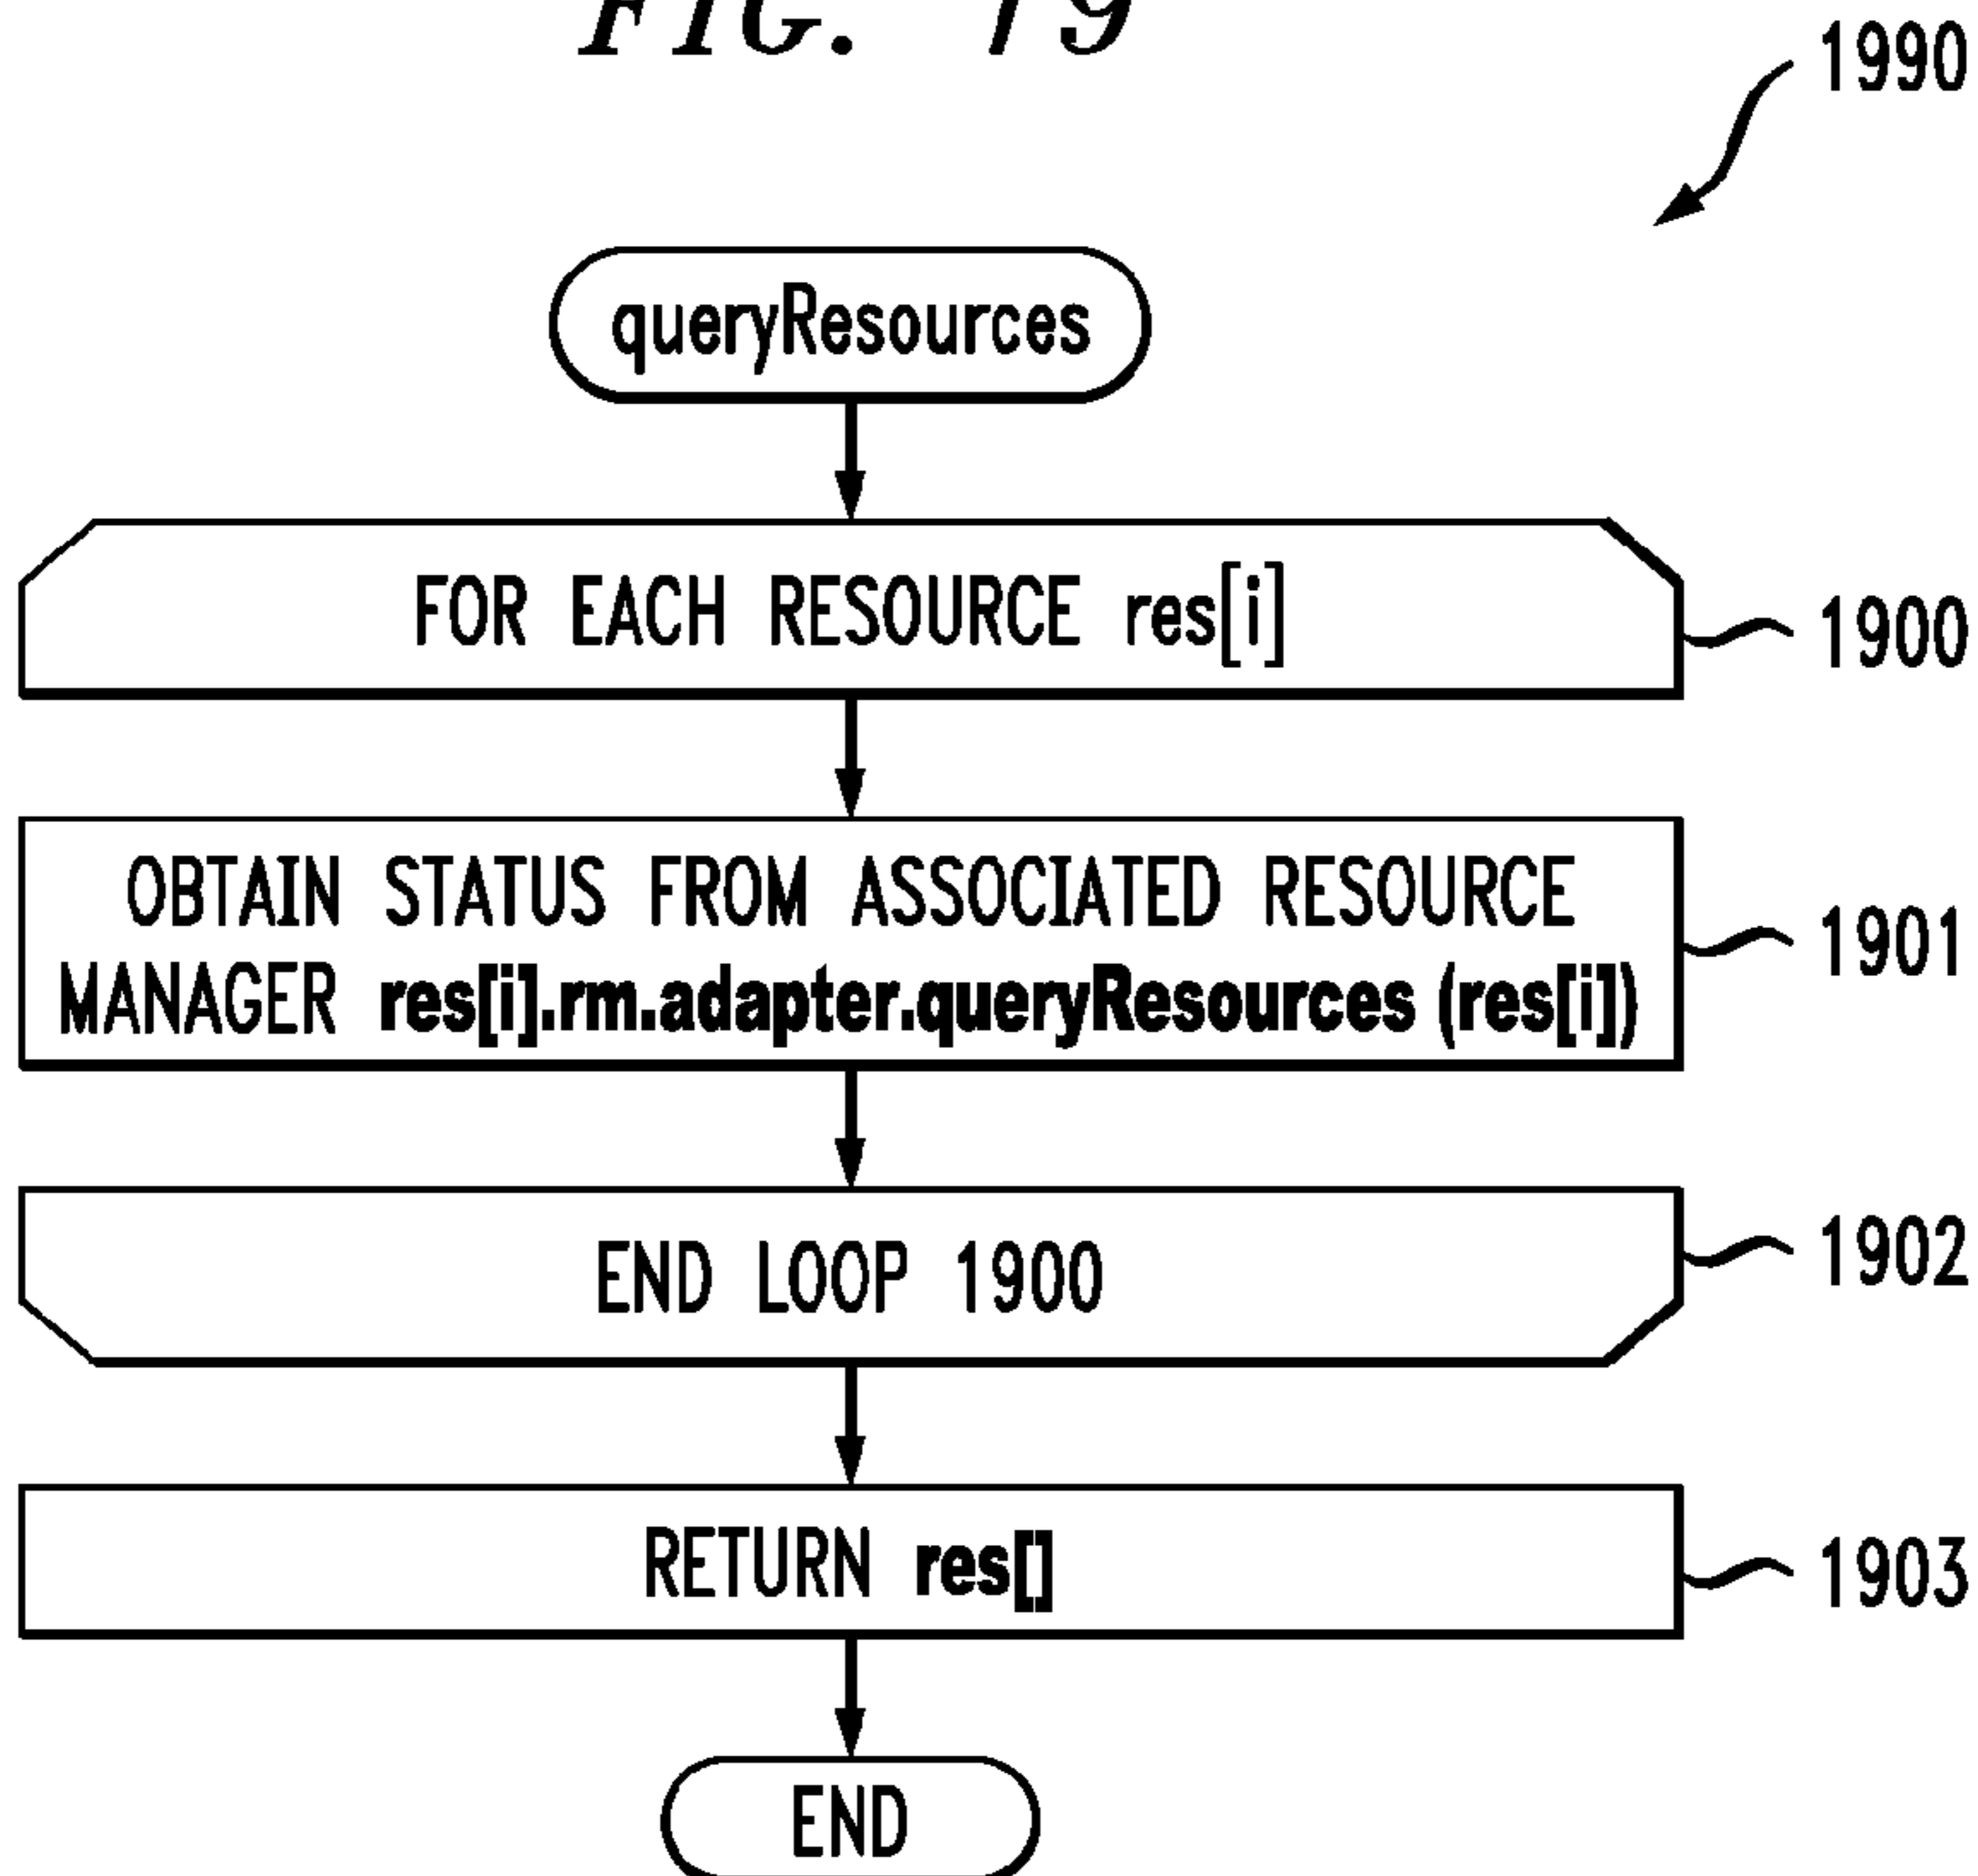 FIG. 19
1990
queryResources
FOR EACH RESOURCE res[i]
1900
OBTAIN STATUS FROM ASSOCIATED RESOURCE
MANAGER res[i].rm.adapter.queryResources (res[i])
1901
END LOOP 1900
1902
RETURN res[]
1903
END